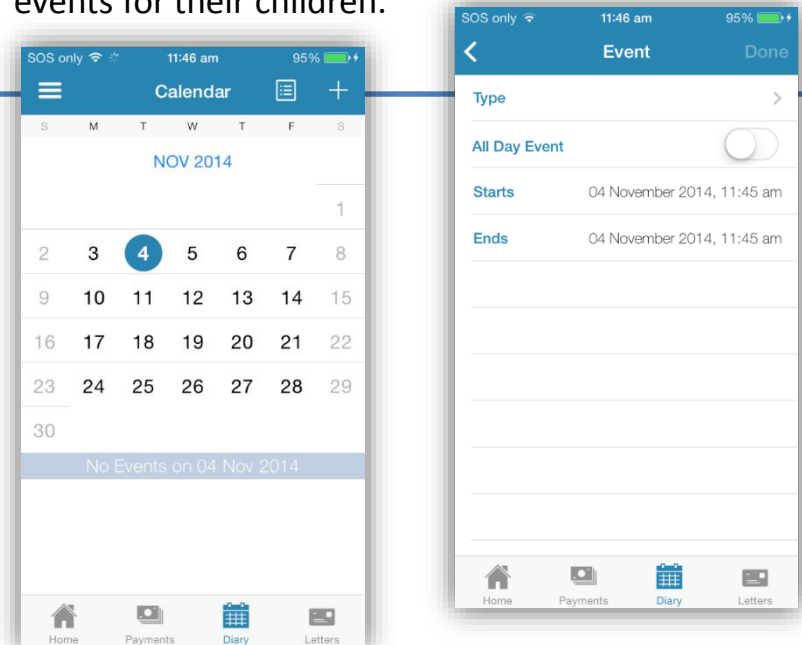 events for their children.
SOS only 11:46 am 95%
Calendar
S M T W T F S
NOV 2014
1
2 3 4 5 6 7 8
9 10 11 12 13 14 15
16 17 18 19 20 21 22
23 24 25 26 27 28 29
30
No Events on 04 Nov 2014
Home Payments Diary Letters
SOS only 11:46 am 95%
Event Done
Type
All Day Event
Starts 04 November 2014, 11:45 am
Ends 04 November 2014, 11:45 am
Home Payments Diary Letters